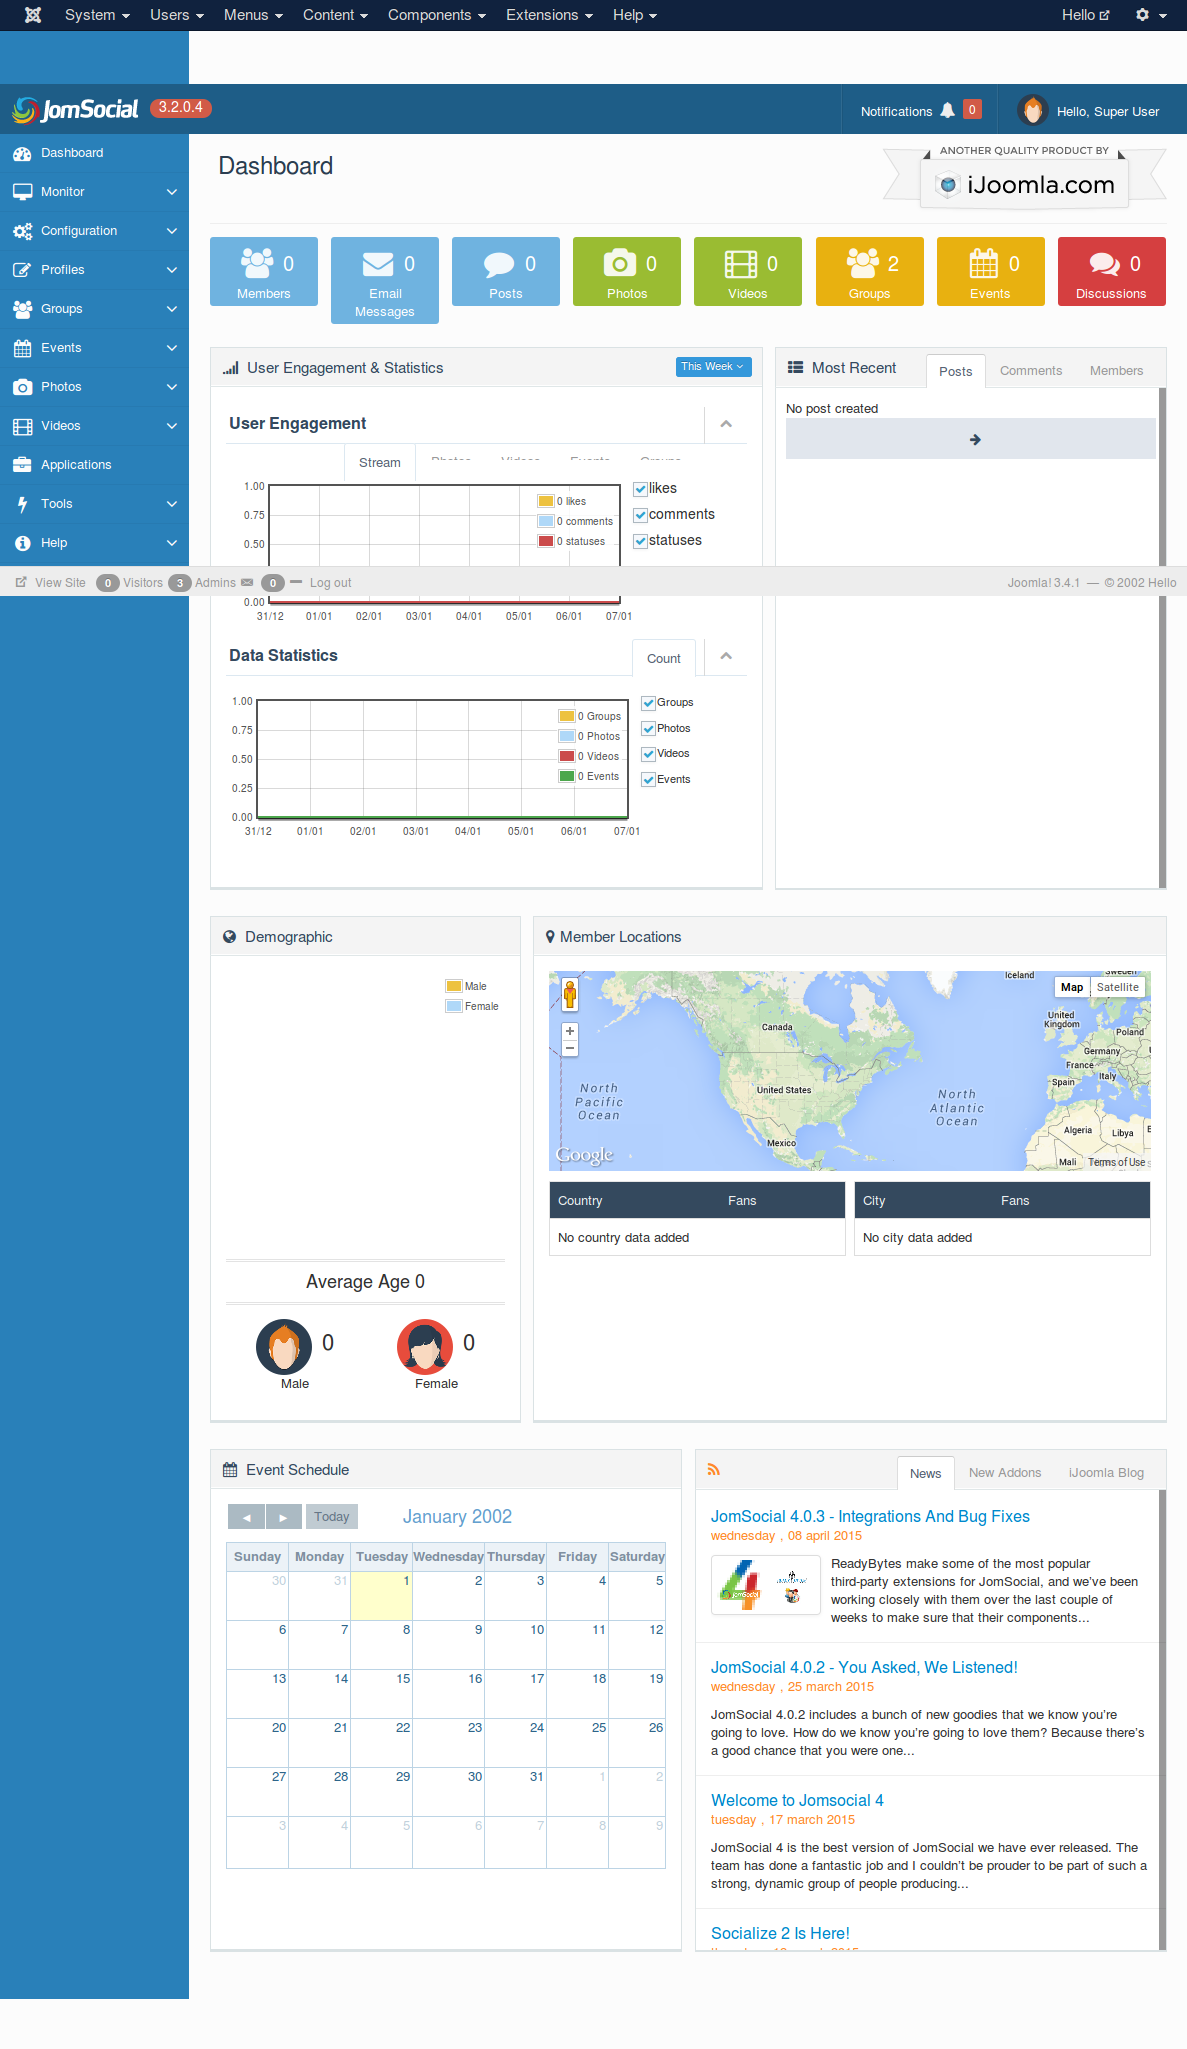 System Users Menus Content Components Extensions Help Hello
JomSocial 3.2.0.4 Notifications 0 Hello, Super User
Dashboard
Monitor
Configuration
Profiles
Groups
Events
Photos
Videos
Applications
Tools
Help
Dashboard
ANOTHER QUALITY PRODUCT BY
iJoomla.com
0 Members
0 Email Messages
0 Posts
0 Photos
0 Videos
2 Groups
0 Events
0 Discussions
User Engagement & Statistics This Week
User Engagement
Stream Photos Videos Events Groups
1.00
0.75
0.50
0.00
0 likes
0 comments
0 statuses
likes
comments
statuses
31/12 01/01 02/01 03/01 04/01 05/01 06/01 07/01
View Site 0 Visitors 3 Admins 0 Log out Joomla! 3.4.1 — © 2002 Hello
Data Statistics Count
1.00
0.75
0.50
0.25
0.00
0 Groups
0 Photos
0 Videos
0 Events
Groups
Photos
Videos
Events
31/12 01/01 02/01 03/01 04/01 05/01 06/01 07/01
Most Recent Posts Comments Members
No post created
Demographic
Male
Female
Average Age 0
0
Male
0
Female
Member Locations
Map Satellite
+
−
Iceland
Sweden
Canada
United Kingdom
Poland
Germany
France
Italy
Spain
United States
North Pacific Ocean
North Atlantic Ocean
Mexico
Algeria
Libya
Mali
Google
Terms of Use
Country Fans
No country data added
City Fans
No city data added
Event Schedule
Today January 2002
Sunday Monday Tuesday Wednesday Thursday Friday Saturday
30 31 1 2 3 4 5
6 7 8 9 10 11 12
13 14 15 16 17 18 19
20 21 22 23 24 25 26
27 28 29 30 31 1 2
3 4 5 6 7 8 9
News New Addons iJoomla Blog
JomSocial 4.0.3 - Integrations And Bug Fixes
wednesday , 08 april 2015
4
JomSocial
ReadyBytes make some of the most popular
third-party extensions for JomSocial, and we've been
working closely with them over the last couple of
weeks to make sure that their components...
JomSocial 4.0.2 - You Asked, We Listened!
wednesday , 25 march 2015
JomSocial 4.0.2 includes a bunch of new goodies that we know you're
going to love. How do we know you're going to love them? Because there's
a good chance that you were one...
Welcome to Jomsocial 4
tuesday , 17 march 2015
JomSocial 4 is the best version of JomSocial we have ever released. The
team has done a fantastic job and I couldn't be prouder to be part of such a
strong, dynamic group of people producing...
Socialize 2 Is Here!